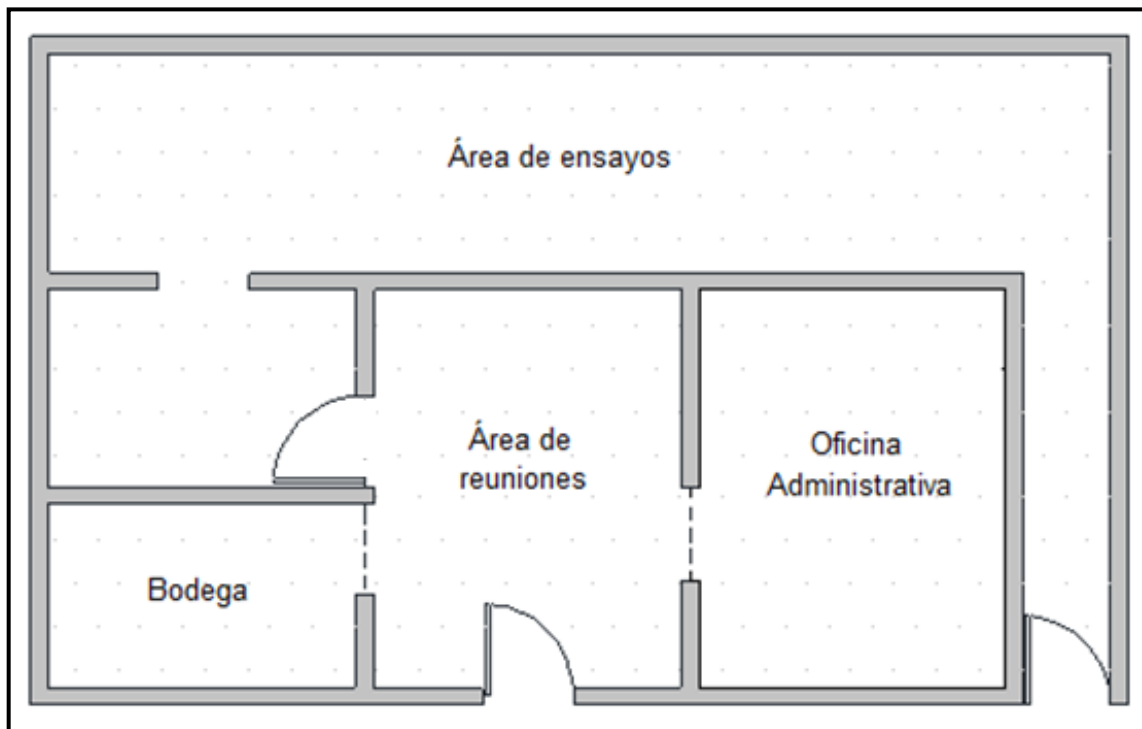 Área de ensayos
Área de
reuniones
Oficina
Administrativa
Bodega